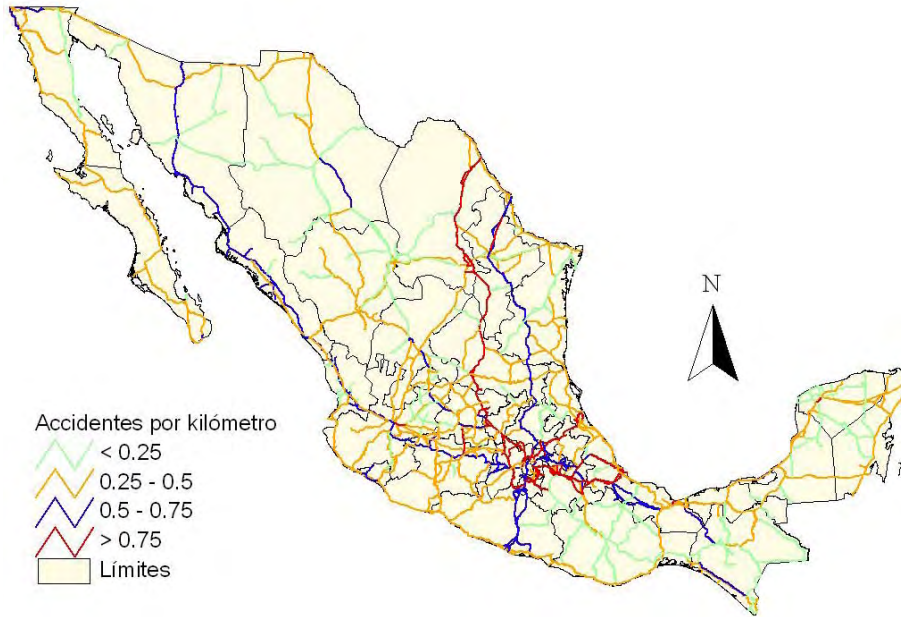 N
Accidentes por kilómetro
< 0.25
0.25 - 0.5
0.5 - 0.75
> 0.75
Límites